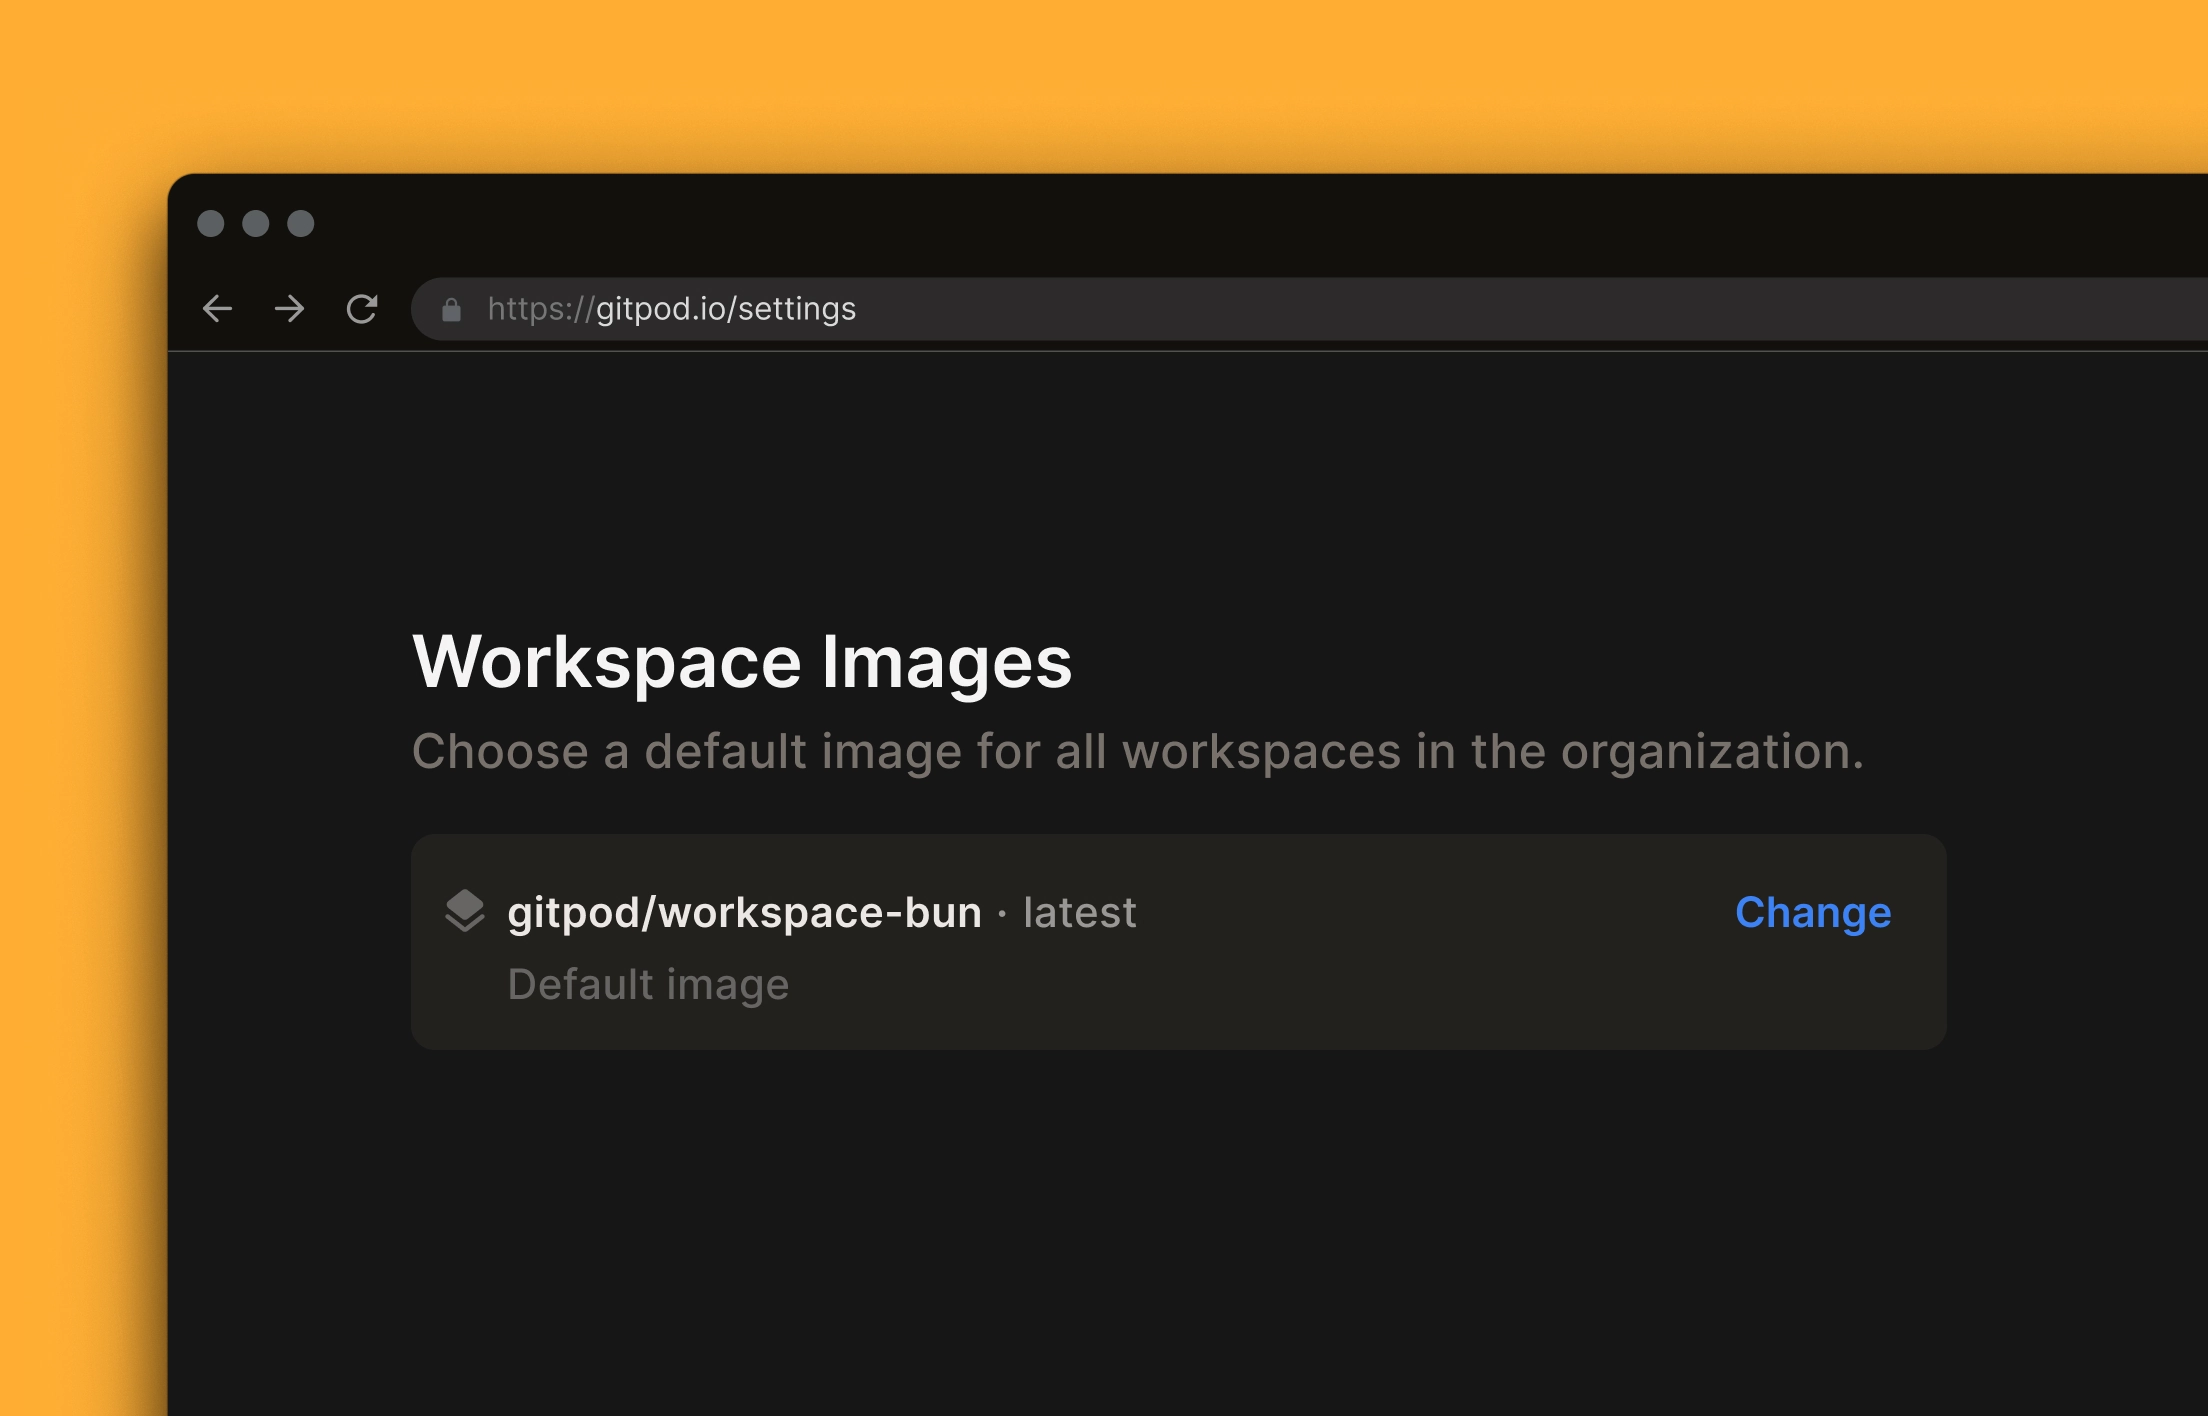 https://gitpod.io/settings
Workspace Images
Choose a default image for all workspaces in the organization.
gitpod/workspace-bun · latest
Change
Default image